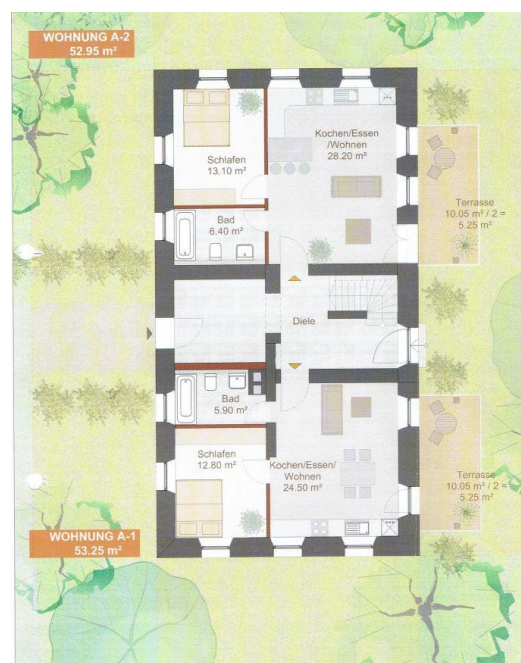 WOHNUNG A-2
52.95 m²
Schlafen
13.10 m²
Kochen/Essen
/Wohnen
28.20 m²
Bad
6.40 m²
Terrasse
10.05 m² / 2 =
5.25 m²
Diele
Bad
5.90 m²
Schlafen
12.80 m²
Kochen/Essen/
Wohnen
24.50 m²
Terrasse
10.05 m² / 2 =
5.25 m²
WOHNUNG A-1
53.25 m²